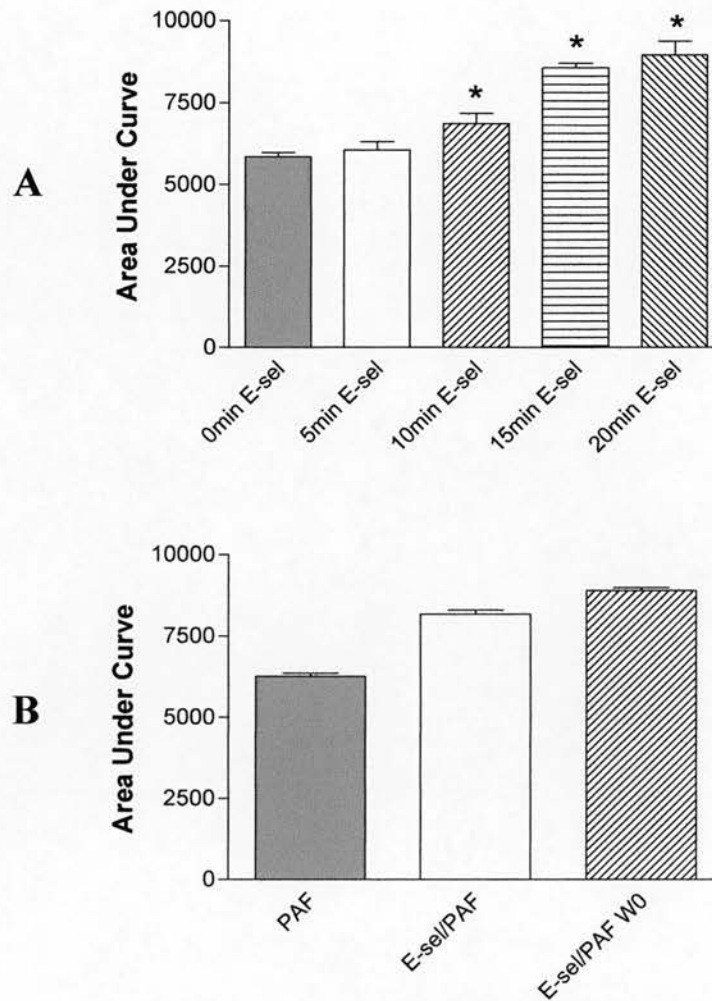 A
Area Under Curve
10000
7500
5000
2500
0
*
*
*
0min E-sel
5min E-sel
10min E-sel
15min E-sel
20min E-sel
B
Area Under Curve
10000
7500
5000
2500
0
PAF
E-sel/PAF
E-sel/PAF W0